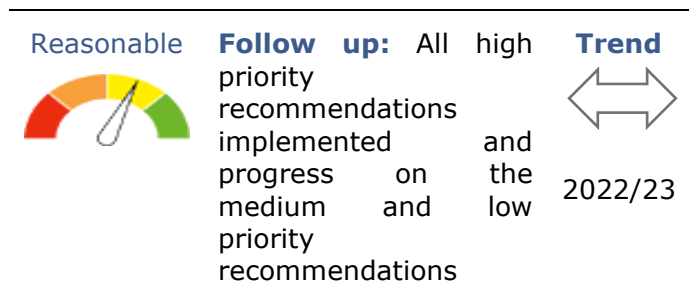 Reasonable
Follow up: All high
priority
recommendations
implemented and
progress on the
medium and low
priority
recommendations
Trend
2022/23